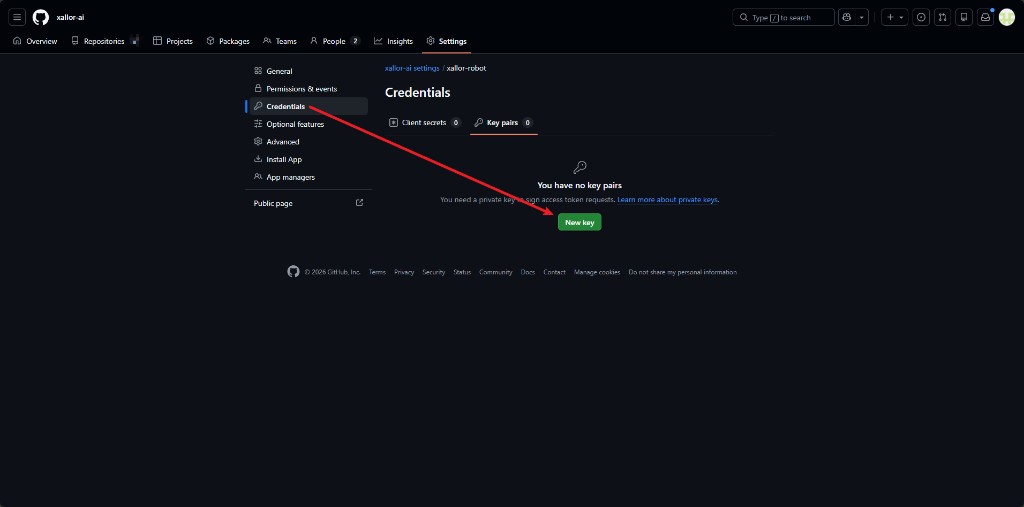 xallor-ai
Type / to search
Overview Repositories Projects Packages Teams People 2 Insights Settings
General
Permissions & events
Credentials
Optional features
Advanced
Install App
App managers
Public page
xallor-ai settings / xallor-robot
Credentials
Client secrets 0 Key pairs 0
You have no key pairs
You need a private key to sign access token requests. Learn more about private keys.
New key
© 2026 GitHub, Inc. Terms Privacy Security Status Community Docs Contact Manage cookies Do not share my personal information